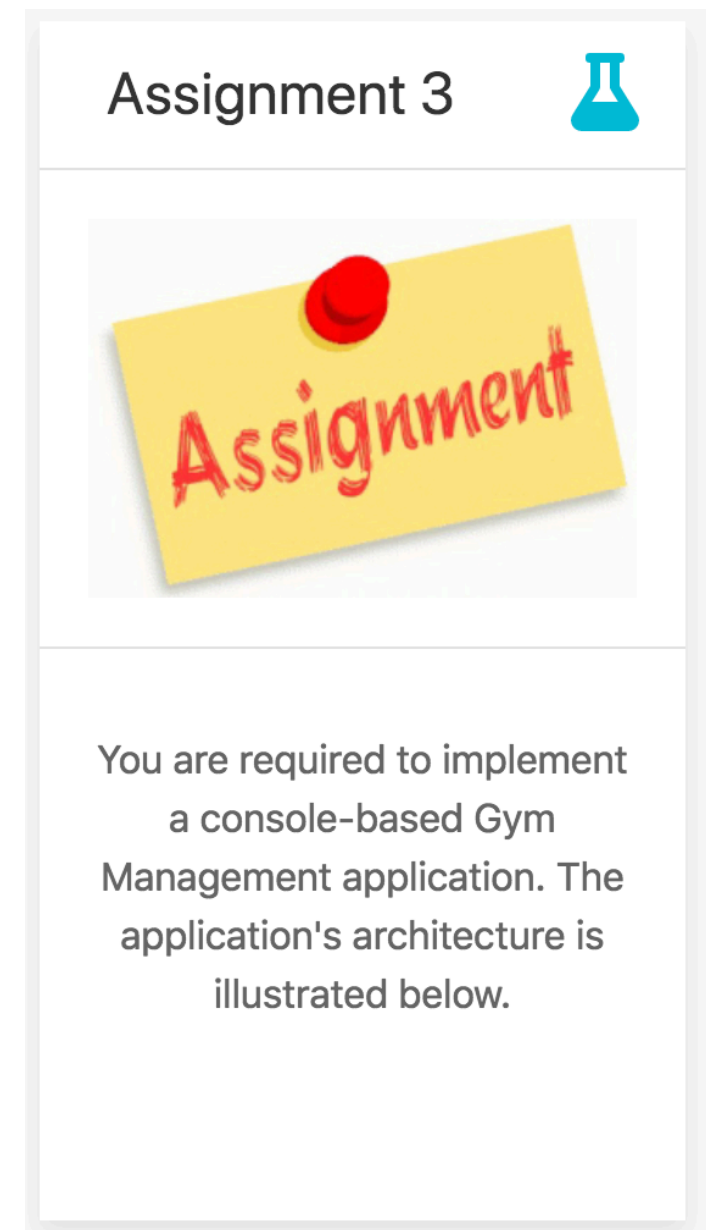 Assignment 3
Assignment
You are required to implement
a console-based Gym
Management application. The
application's architecture is
illustrated below.